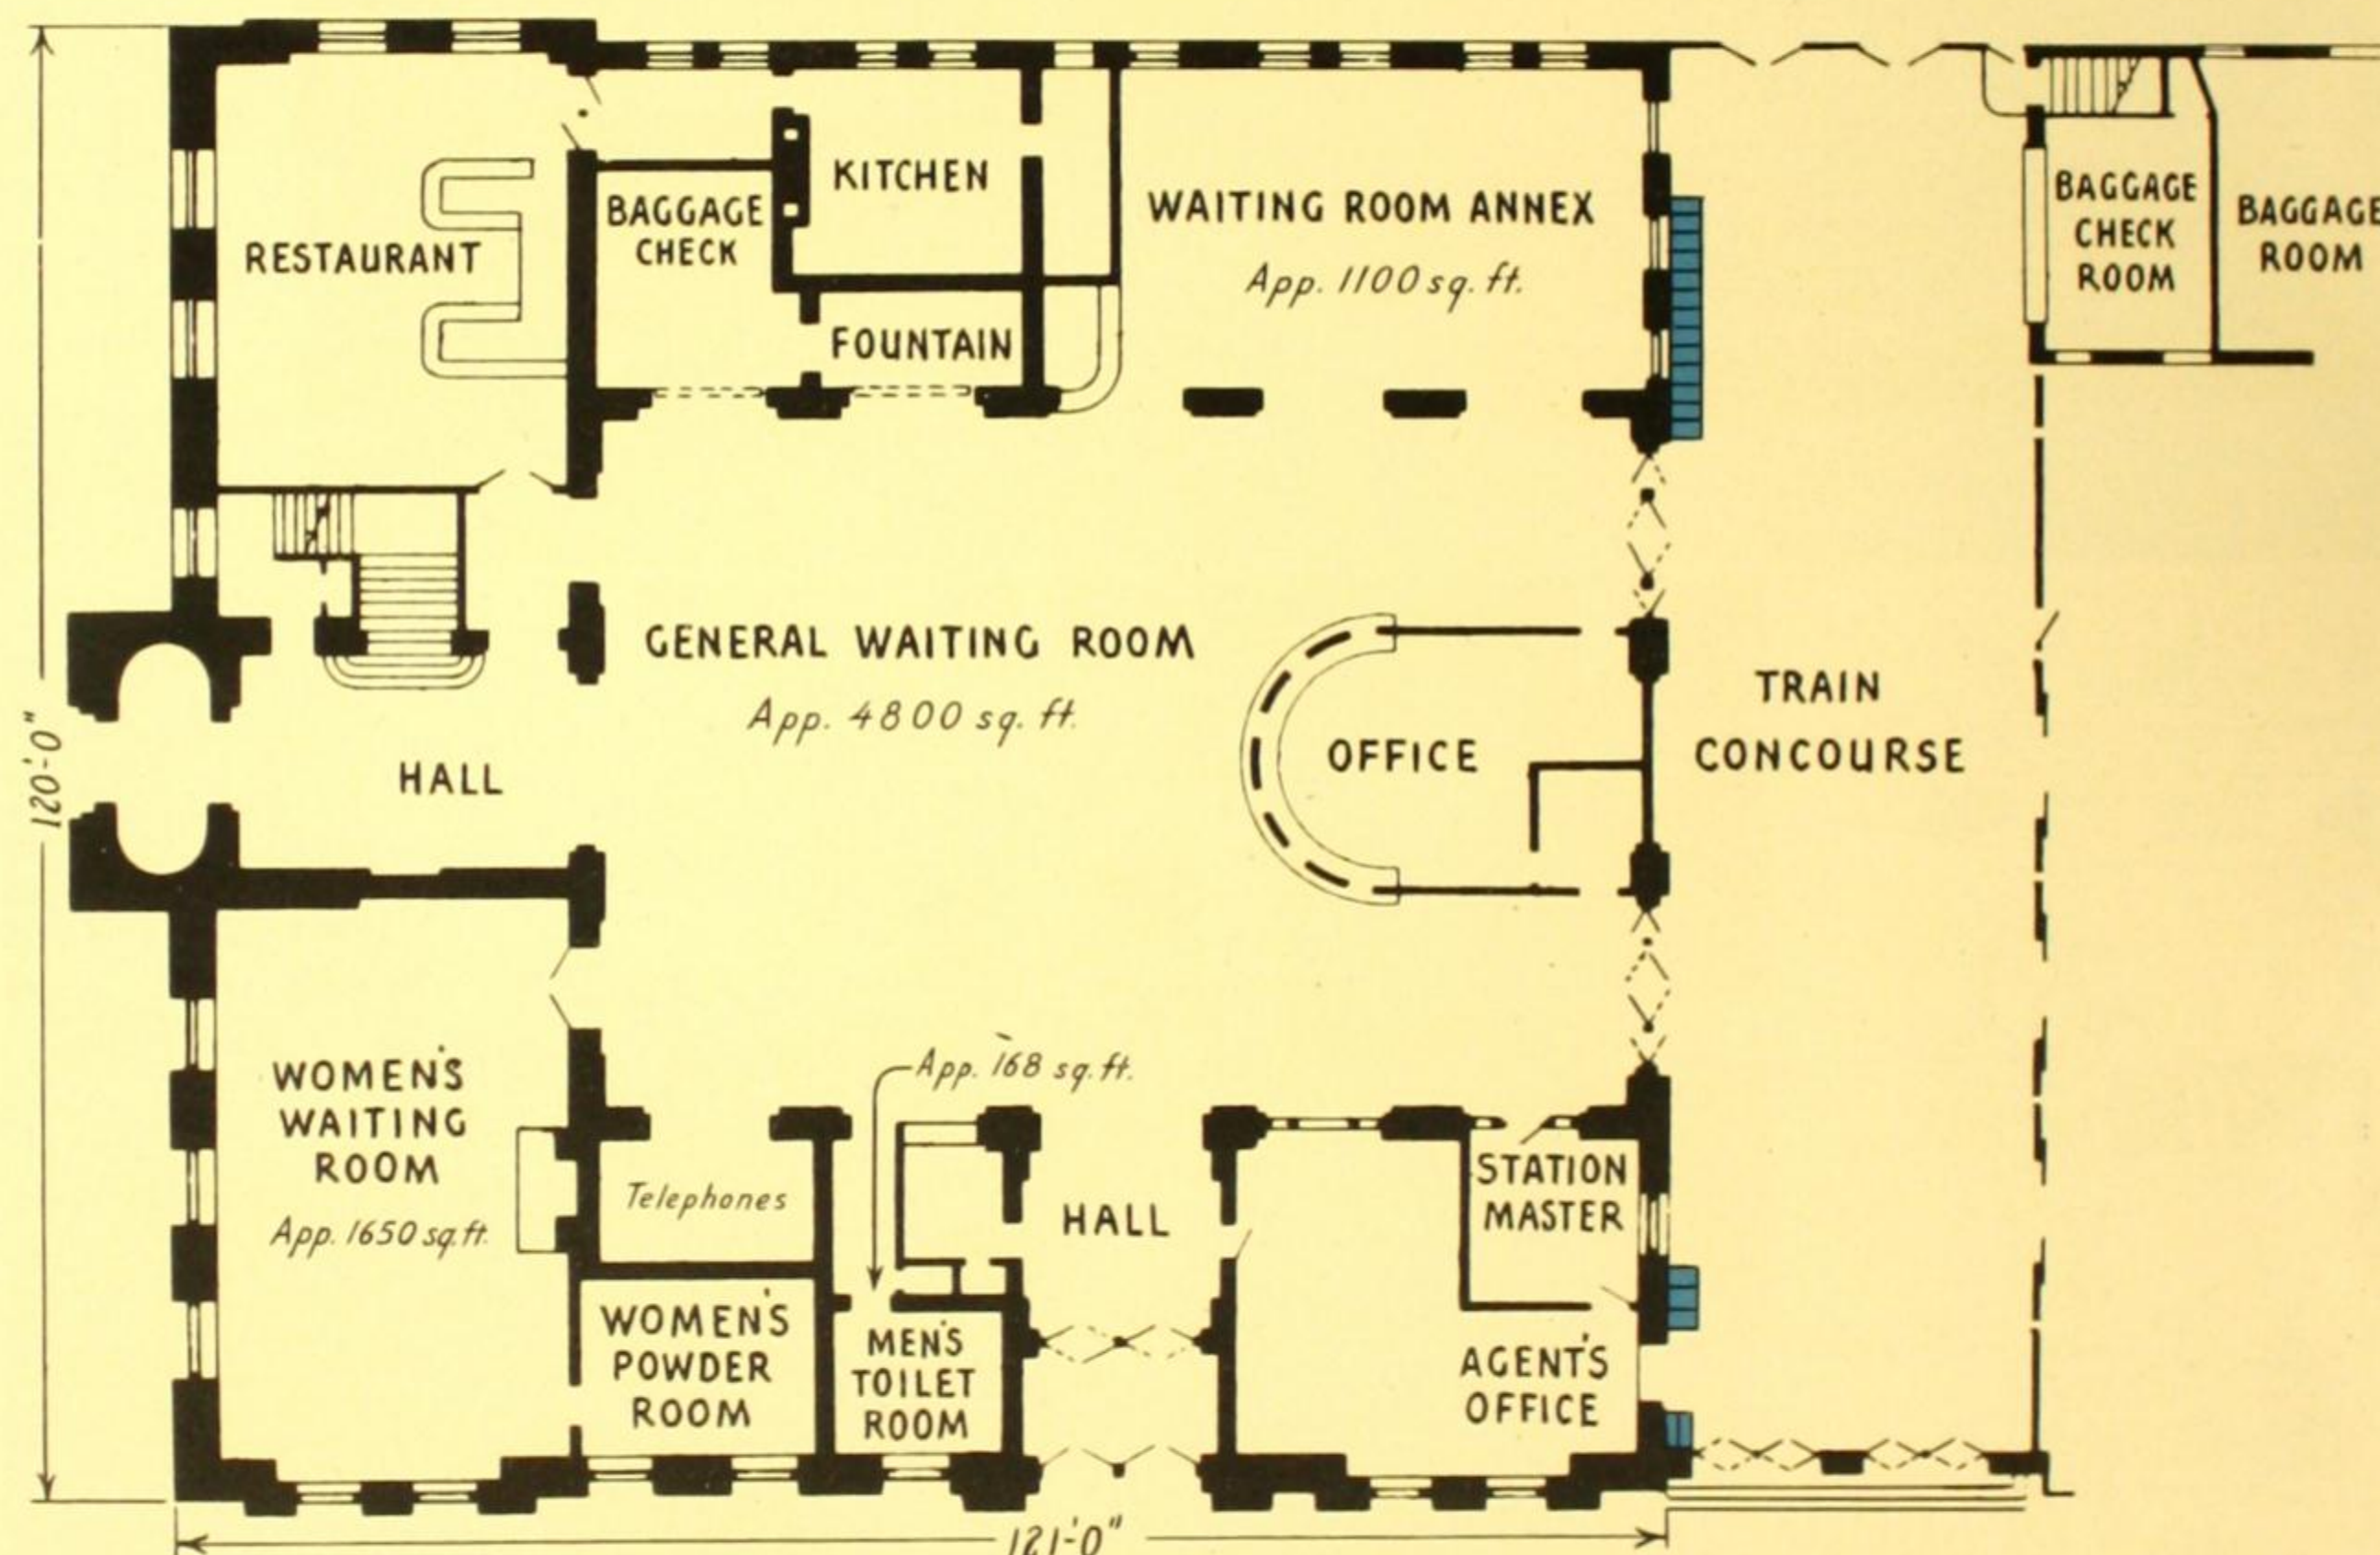 KITCHEN
BAGGAGE
CHECK
RESTAURANT
WAITING ROOM ANNEX
App. 1100 sq. ft.
BAGGAGE
CHECK
ROOM
BAGGAGE
ROOM
FOUNTAIN
GENERAL WAITING ROOM
App. 4800 sq. ft.
OFFICE
TRAIN
CONCOURSE
HALL
120'-0"
WOMEN'S
WAITING
ROOM
App. 1650 sq. ft.
App. 168 sq. ft.
Telephones
HALL
STATION
MASTER
WOMEN'S
POWDER
ROOM
MEN'S
TOILET
ROOM
AGENT'S
OFFICE
121'-0"